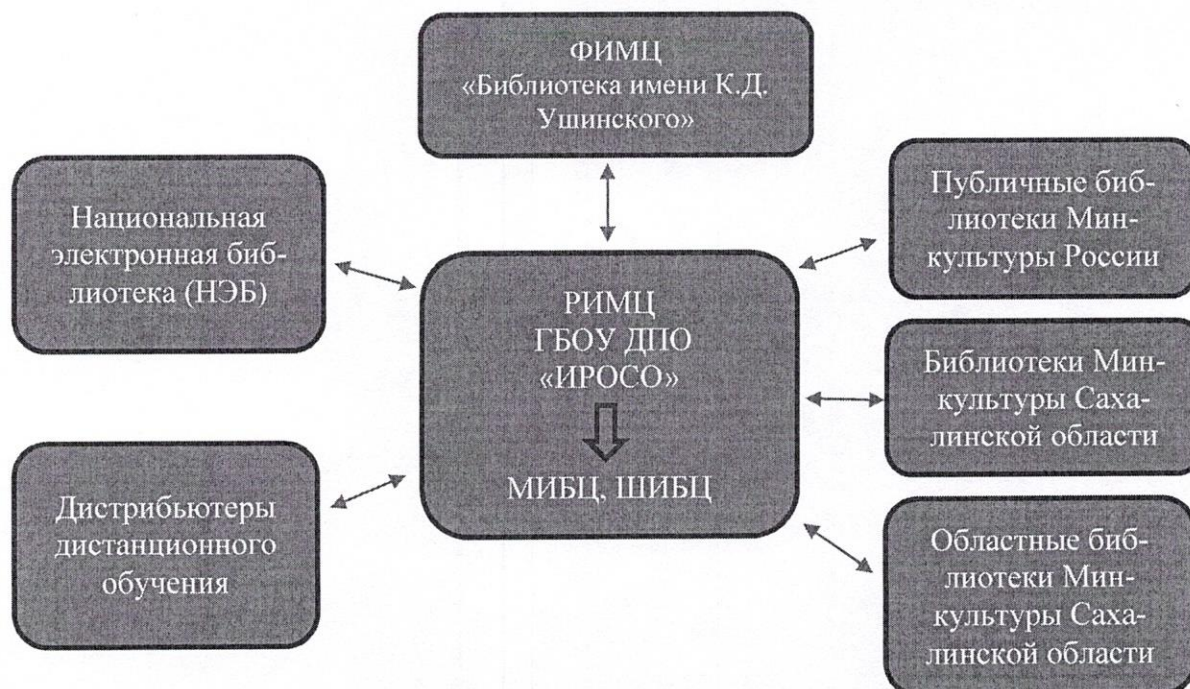 ФИМЦ
«Библиотека имени К.Д.
Ушинского»
Национальная
электронная биб-
лиотека (НЭБ)
Дистрибьютеры
дистанционного
обучения
РИМЦ
ГБОУ ДПО
«ИРОСО»
МИБЦ, ШИБЦ
Публичные биб-
лиотеки Мин-
культуры России
Библиотеки Мин-
культуры Саха-
линской области
Областные биб-
лиотеки Мин-
культуры Саха-
линской области